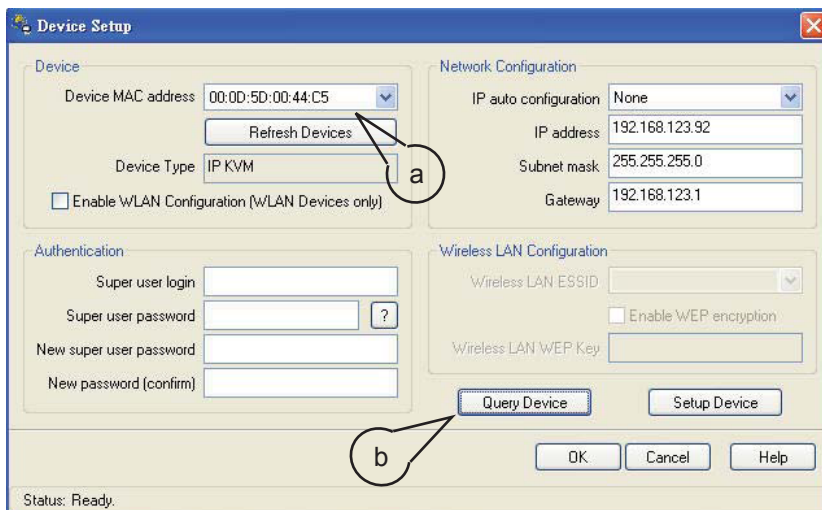 Device Setup
Device
Device MAC address 00:0D:5D:00:44:C5
Refresh Devices
Device Type IP KVM
Enable WLAN Configuration (WLAN Devices only)
a
Network Configuration
IP auto configuration None
IP address 192.168.123.92
Subnet mask 255.255.255.0
Gateway 192.168.123.1
Authentication
Super user login
Super user password ?
New super user password
New password (confirm)
Wireless LAN Configuration
Wireless LAN ESSID
Enable WEP encryption
Wireless LAN WEP Key
Query Device Setup Device
b
OK Cancel Help
Status: Ready.